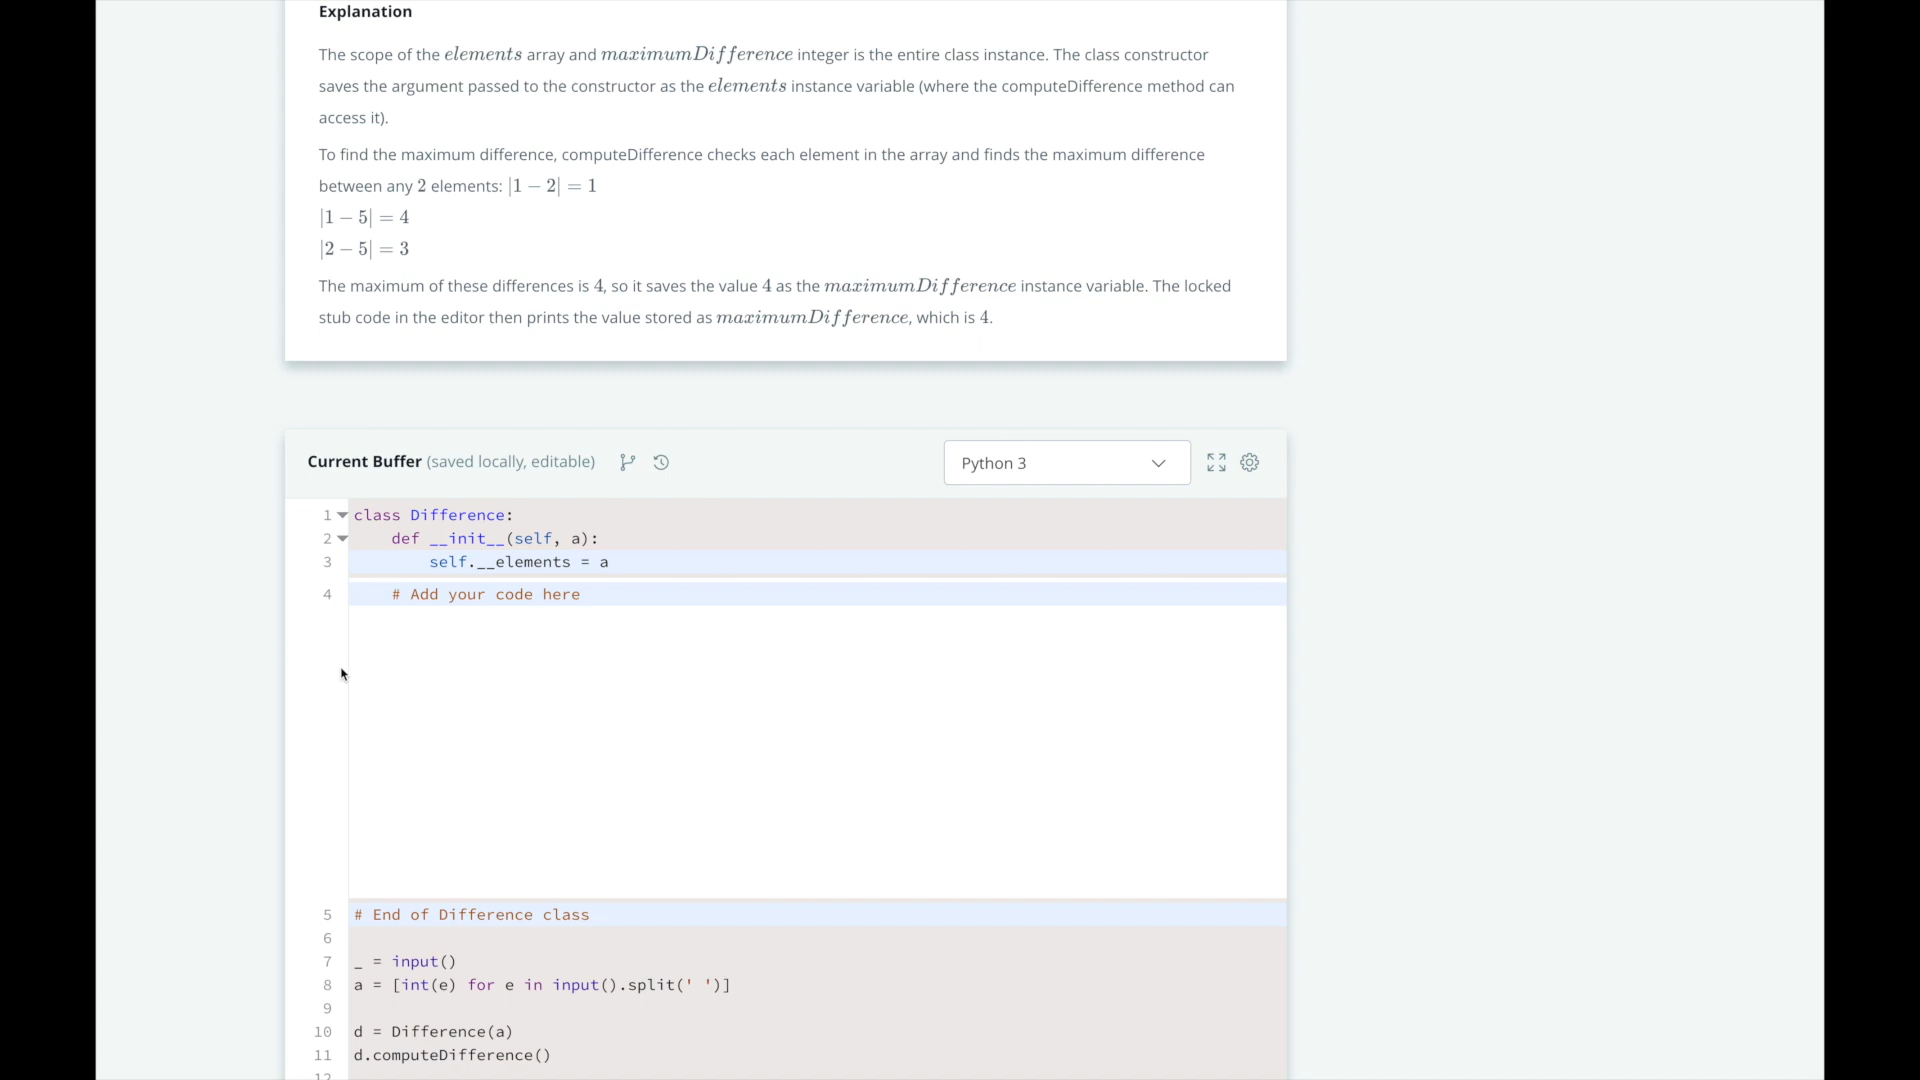 Explanation
The scope of the elements array and maximumDifference integer is the entire class instance. The class constructor
saves the argument passed to the constructor as the elements instance variable (where the computeDifference method can
access it).
To find the maximum difference, computeDifference checks each element in the array and finds the maximum difference
between any 2 elements: |1 − 2| = 1
|1 − 5| = 4
|2 − 5| = 3
The maximum of these differences is 4, so it saves the value 4 as the maximumDifference instance variable. The locked
stub code in the editor then prints the value stored as maximumDifference, which is 4.
Current Buffer (saved locally, editable)
Python 3
1 class Difference:
2     def __init__(self, a):
3         self.__elements = a
4     # Add your code here
5 # End of Difference class
6
7 _ = input()
8 a = [int(e) for e in input().split(' ')]
9
10 d = Difference(a)
11 d.computeDifference()
12